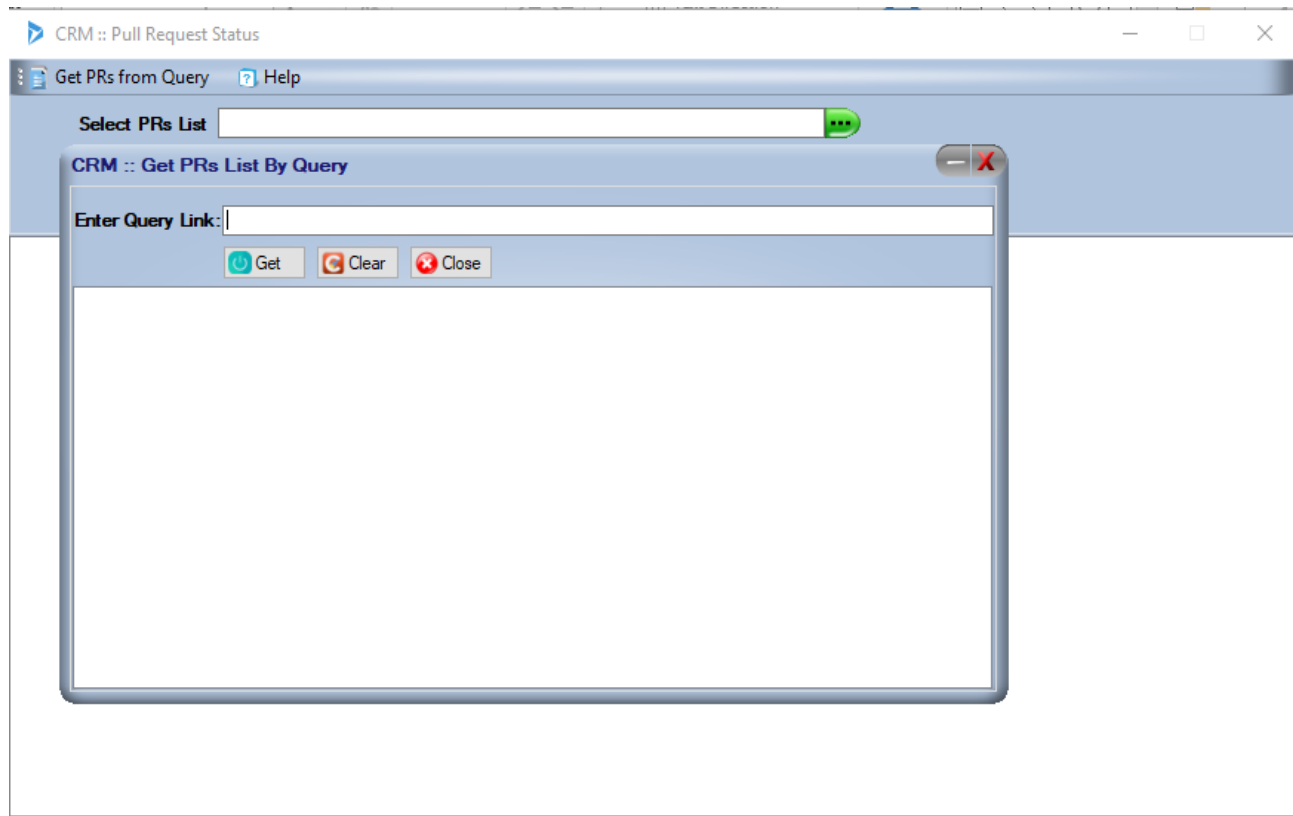 CRM :: Pull Request Status
Get PRs from Query Help
Select PRs List
CRM :: Get PRs List By Query
Enter Query Link:
Get Clear Close